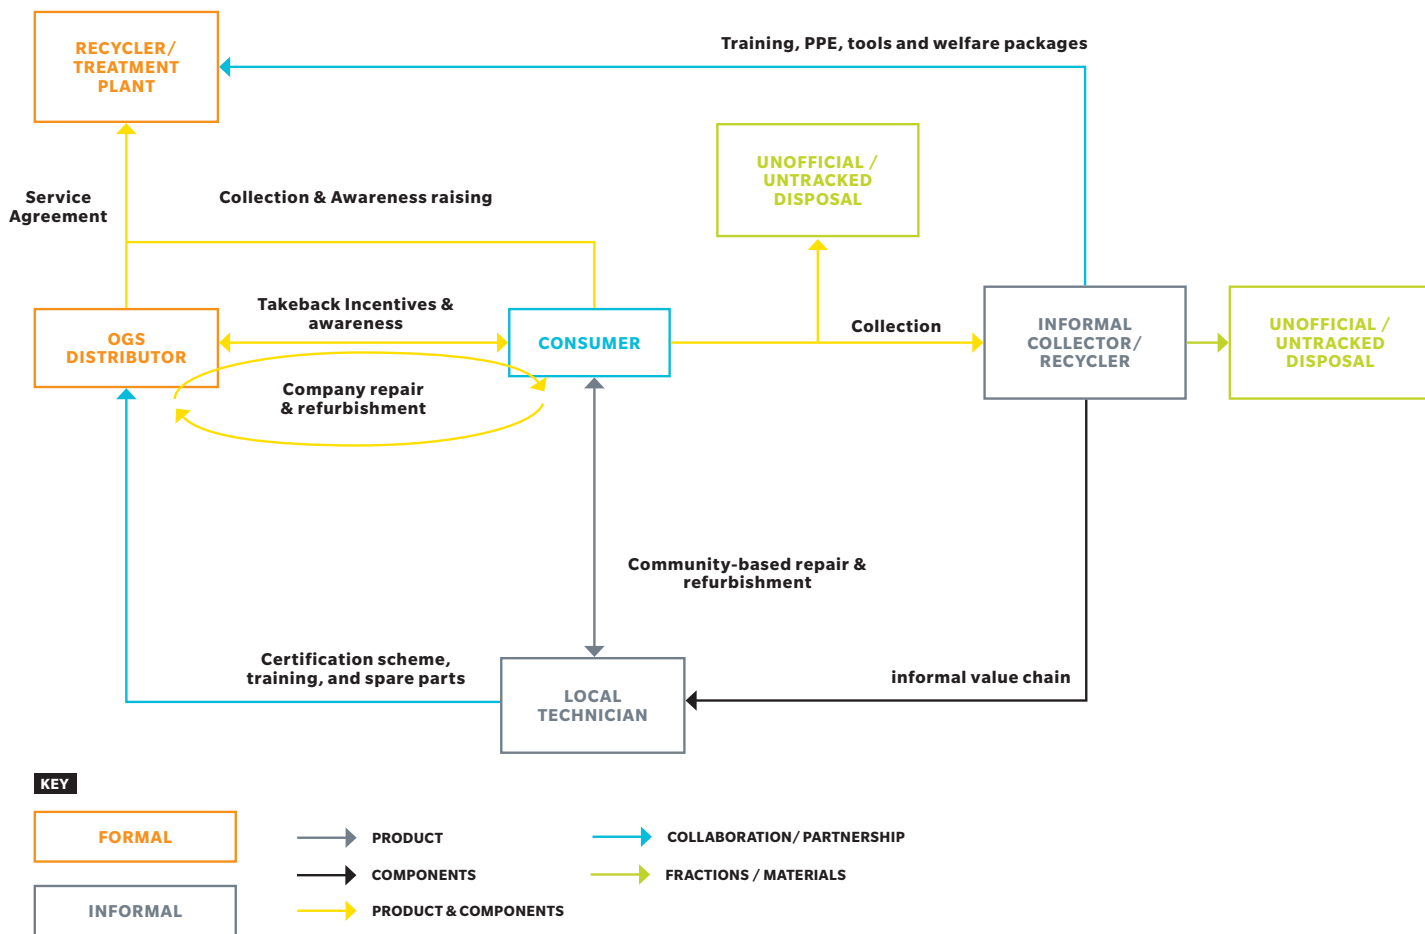 RECYCLER/
TREATMENT
PLANT
Training, PPE, tools and welfare packages
UNOFFICIAL /
UNTRACKED
DISPOSAL
Service
Agreement
Collection & Awareness raising
OGS
DISTRIBUTOR
Takeback Incentives &
awareness
CONSUMER
Collection
INFORMAL
COLLECTOR/
RECYCLER
UNOFFICIAL /
UNTRACKED
DISPOSAL
Company repair
& refurbishment
Community-based repair &
refurbishment
Certification scheme,
training, and spare parts
LOCAL
TECHNICIAN
informal value chain
KEY
FORMAL
INFORMAL
PRODUCT
COMPONENTS
PRODUCT & COMPONENTS
COLLABORATION/ PARTNERSHIP
FRACTIONS / MATERIALS